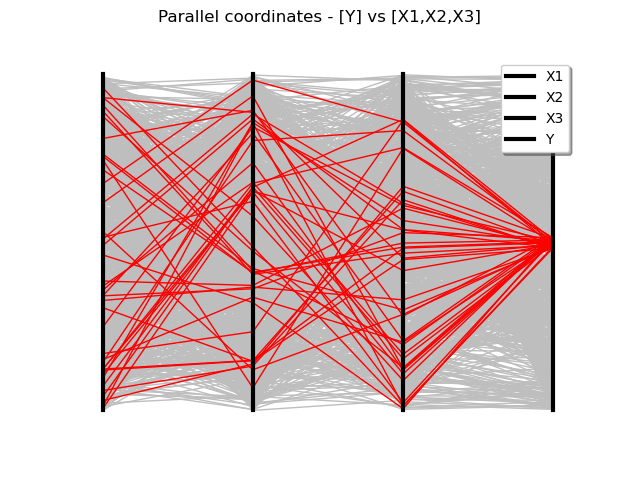 Parallel coordinates - [Y] vs [X1,X2,X3]
X1
X2
X3
Y